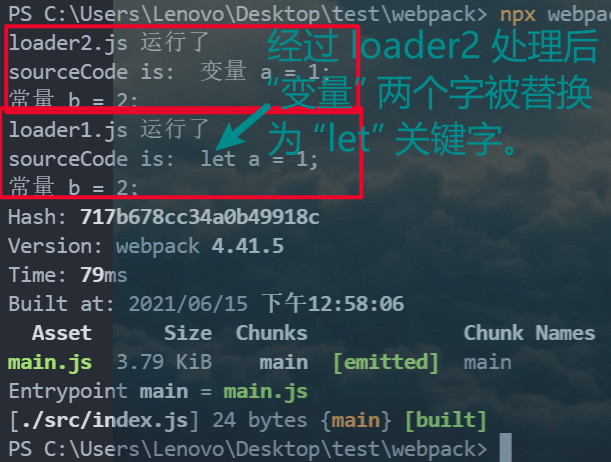 PS C:\Users\Lenovo\Desktop\test\webpack> npx webpac
loader2.js 运行了
sourceCode is:  变量 a = 1;
常量 b = 2;
loader1.js 运行了
sourceCode is:  let a = 1;
常量 b = 2;
经过 loader2 处理后
“变量” 两个字被替换
为 “let” 关键字。
Hash: 717b678cc34a0b49918c
Version: webpack 4.41.5
Time: 79ms
Built at: 2021/06/15 下午12:58:06
Asset Size Chunks Chunk Names
main.js 3.79 KiB main [emitted] main
Entrypoint main = main.js
[./src/index.js] 24 bytes {main} [built]
PS C:\Users\Lenovo\Desktop\test\webpack>